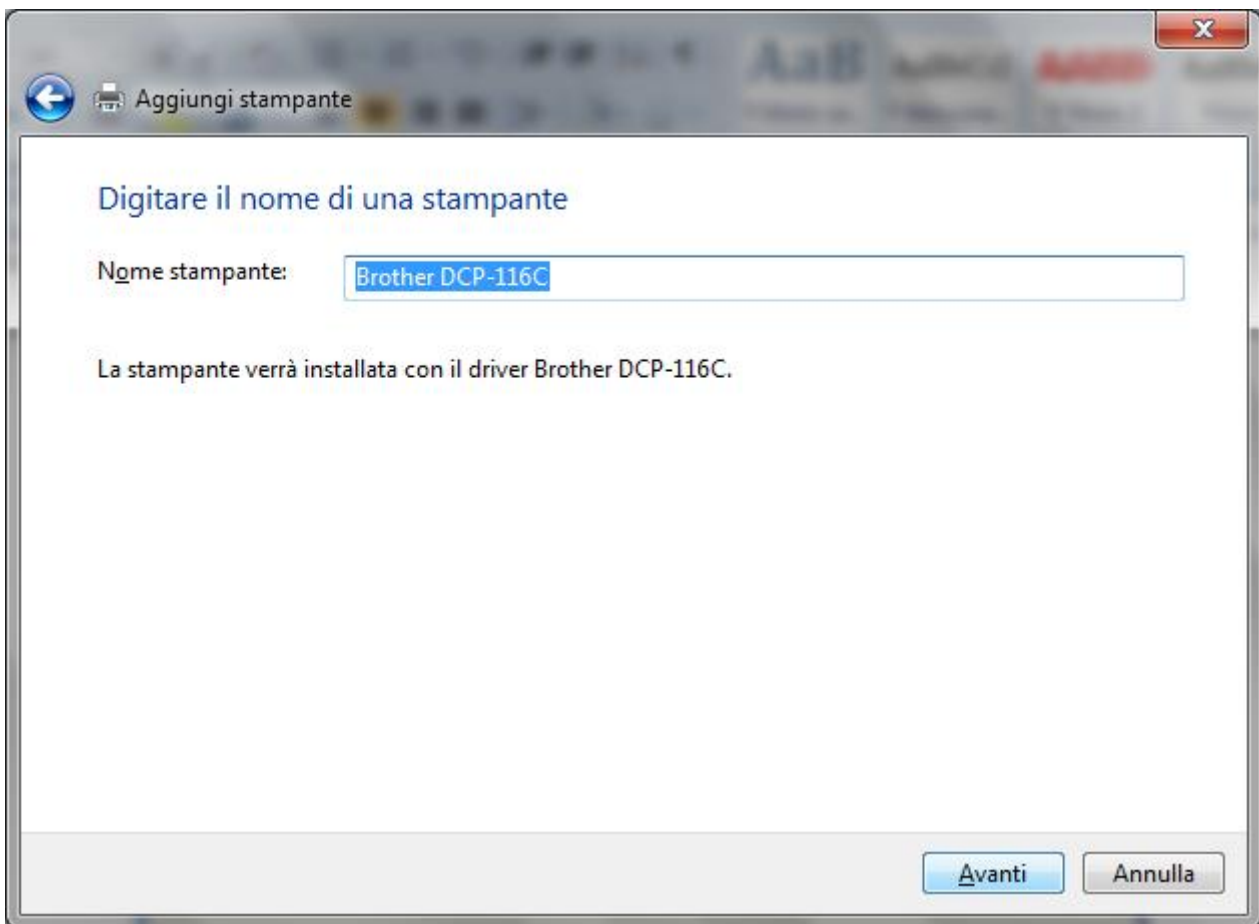 Aggiungi stampante
Digitare il nome di una stampante
Nome stampante: Brother DCP-116C
La stampante verrà installata con il driver Brother DCP-116C.
Avanti Annulla